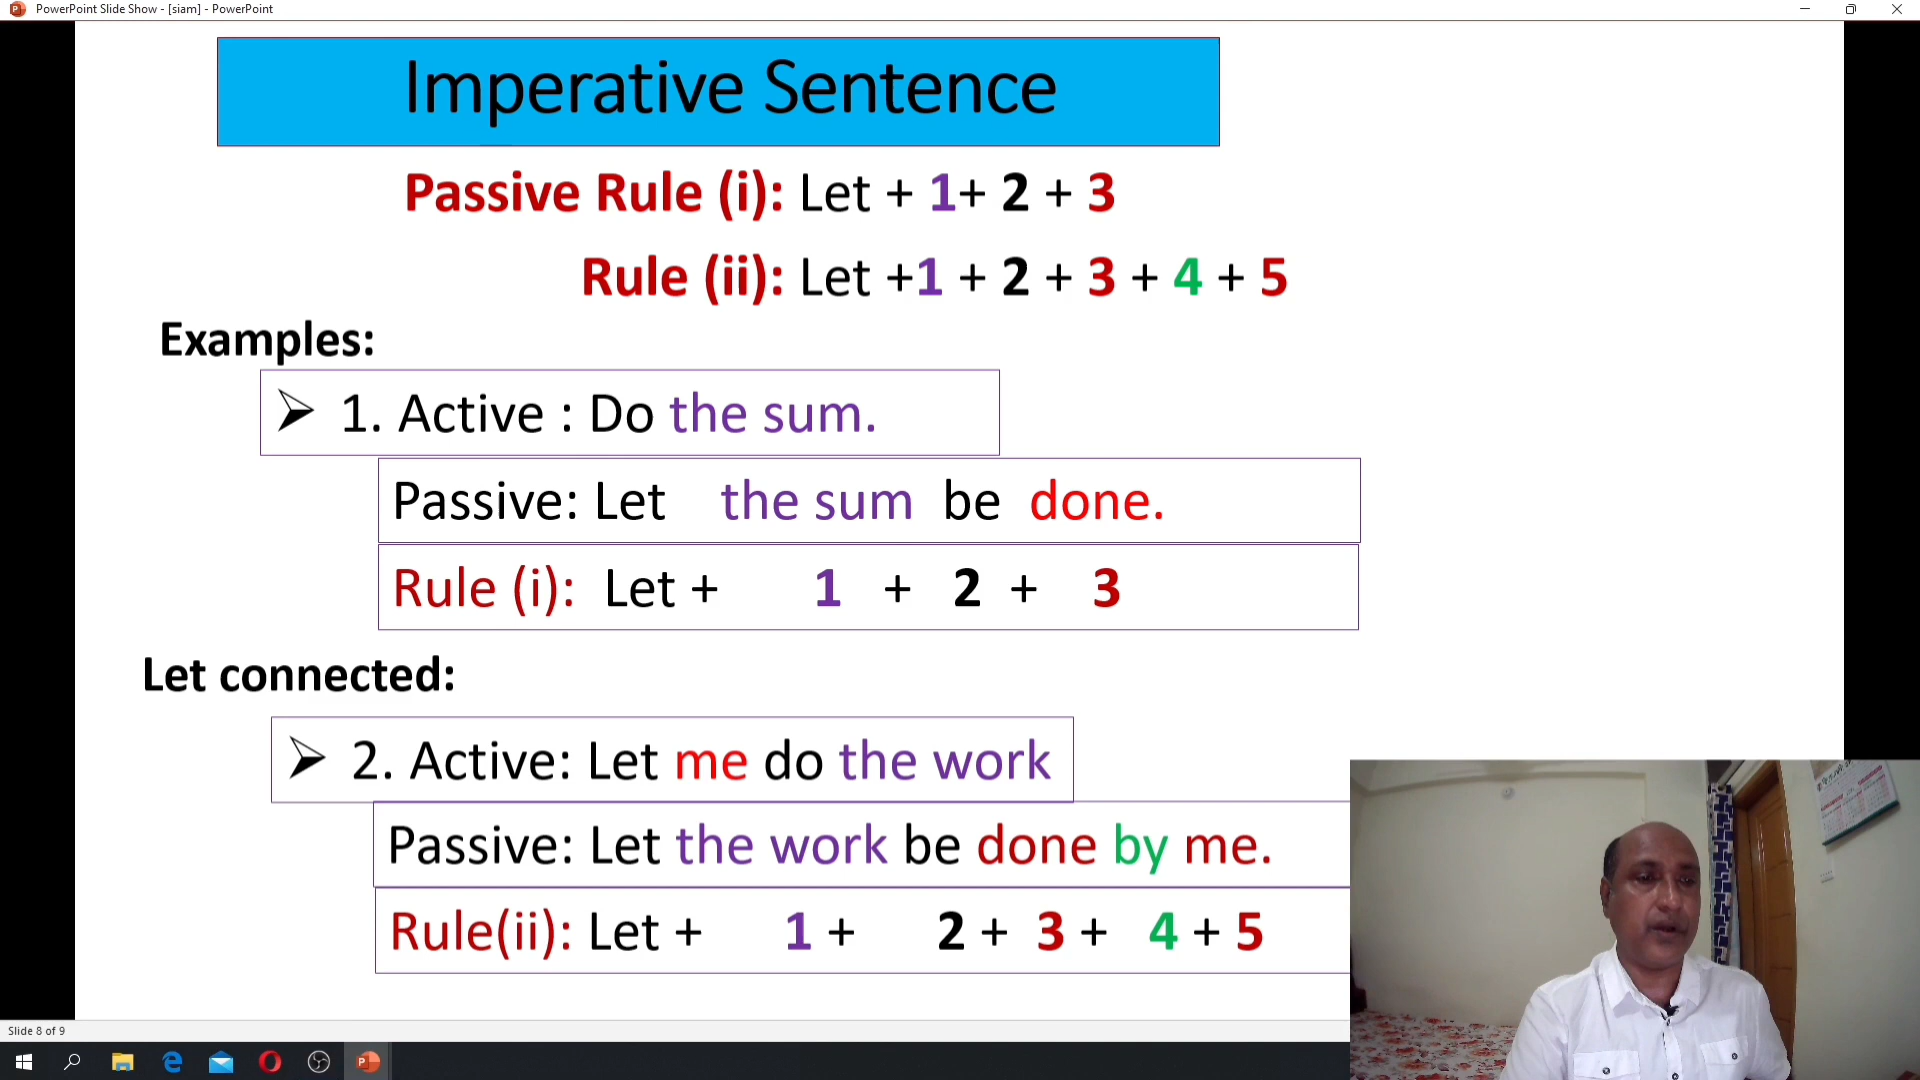 PowerPoint Slide Show - [siam] - PowerPoint
Imperative Sentence
Passive Rule (i): Let + 1+ 2 + 3
Rule (ii): Let +1 + 2 + 3 + 4 + 5
Examples:
1. Active : Do the sum.
Passive: Let the sum be done.
Rule (i): Let + 1 + 2 + 3
Let connected:
2. Active: Let me do the work
Passive: Let the work be done by me.
Rule(ii): Let + 1 + 2 + 3 + 4 + 5
Slide 8 of 9